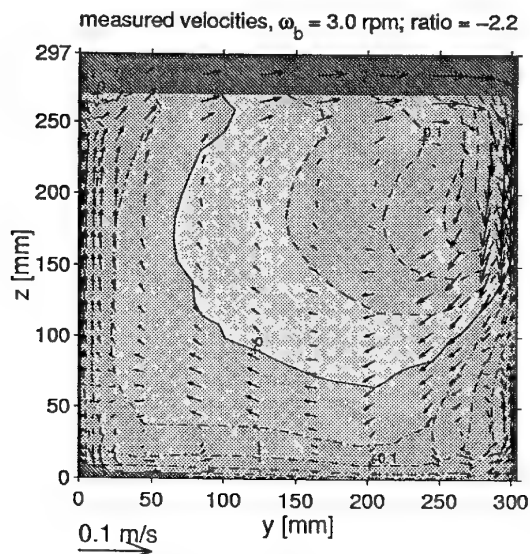 measured velocities, ω_b = 3.0 rpm; ratio = −2.2
297
250
200
150
100
50
0
z [mm]
0.1
0.1
0 50 100 150 200 250 300
y [mm]
0.1 m/s